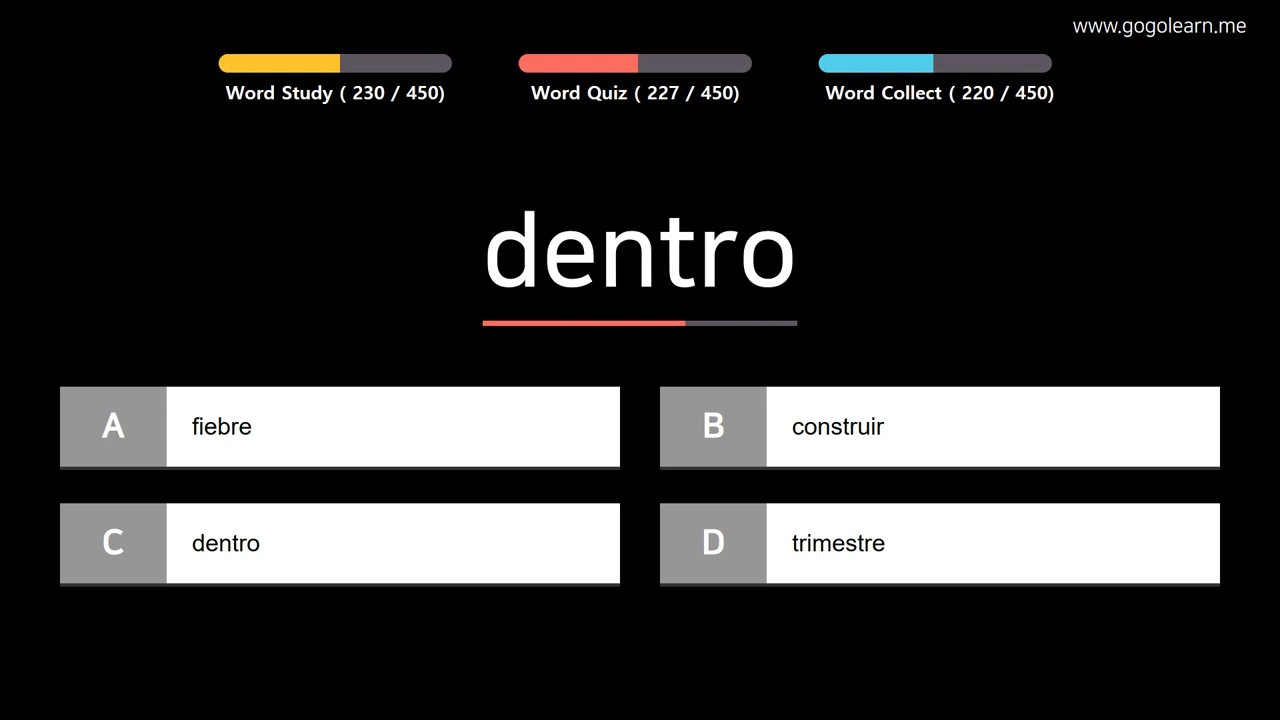 www.gogolearn.me
Word Study ( 230 / 450)
Word Quiz ( 227 / 450)
Word Collect ( 220 / 450)
dentro
A fiebre
B construir
C dentro
D trimestre